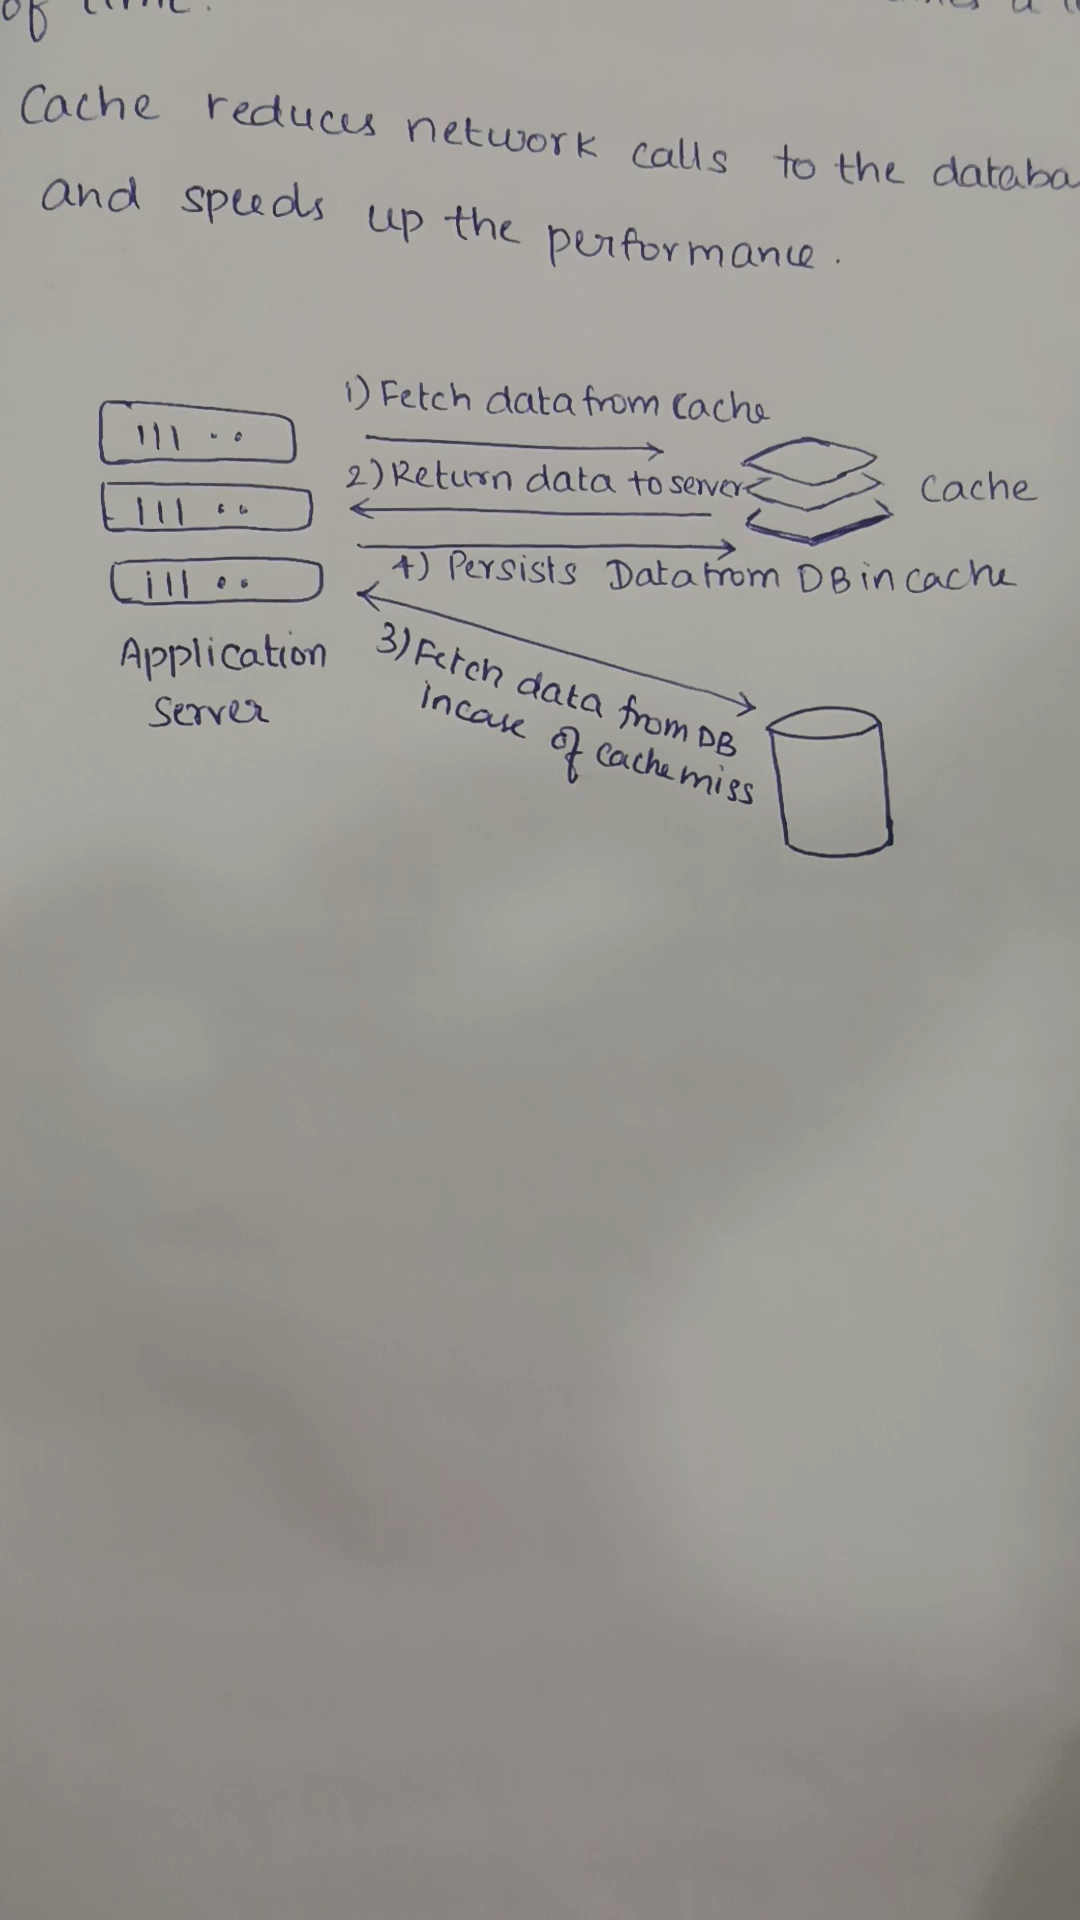 of time.
Cache reduces network calls to the databa
and speeds up the performance.
1) Fetch data from cache
2) Return data to server
Cache
4) Persists Data from DB in cache
3) Fetch data from DB
incase of cache miss
Application
server